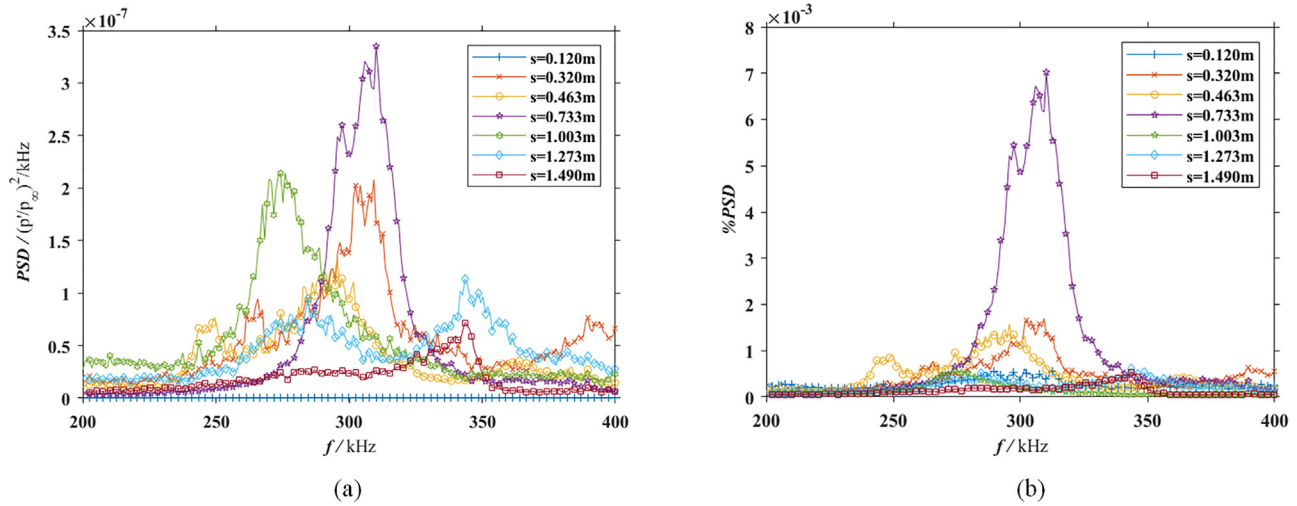 ×10⁻⁷
3.5
3
2.5
2
1.5
1
0.5
0
PSD / (p'/p∞)²/kHz
s=0.120m
s=0.320m
s=0.463m
s=0.733m
s=1.003m
s=1.273m
s=1.490m
200 250 300 350 400
f / kHz
(a)
×10⁻³
8
7
6
5
4
3
2
1
0
%PSD
s=0.120m
s=0.320m
s=0.463m
s=0.733m
s=1.003m
s=1.273m
s=1.490m
200 250 300 350 400
f / kHz
(b)